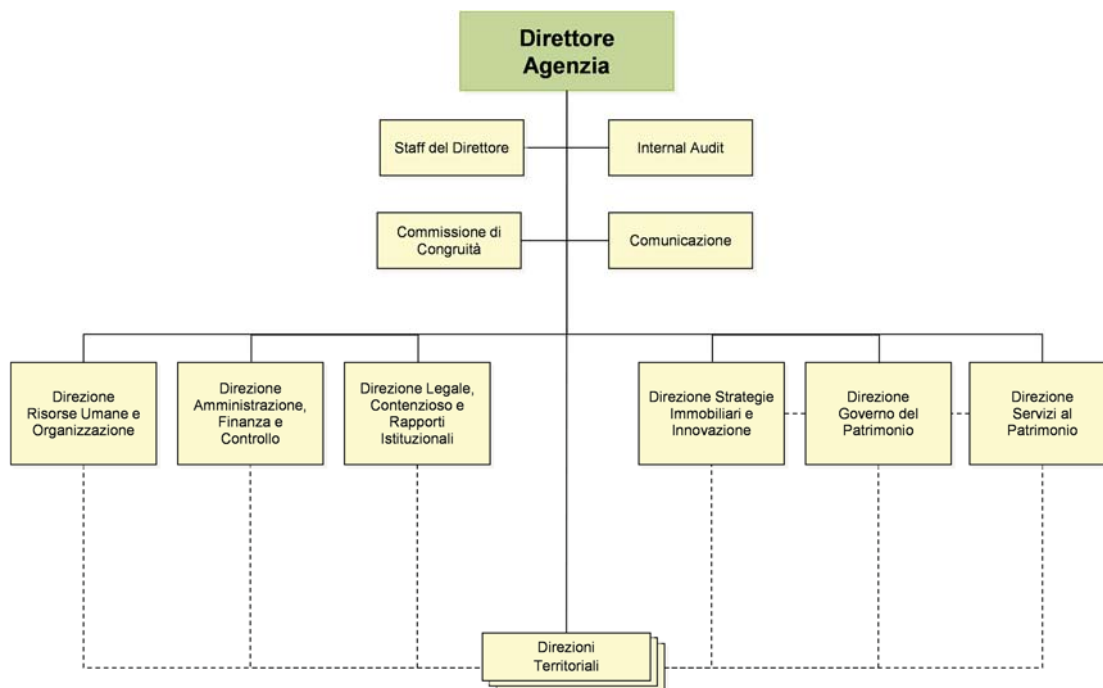 Direttore
Agenzia
Staff del Direttore
Internal Audit
Commissione di
Congruità
Comunicazione
Direzione
Risorse Umane e
Organizzazione
Direzione
Amministrazione,
Finanza e
Controllo
Direzione Legale,
Contenzioso e
Rapporti
Istituzionali
Direzione Strategie
Immobiliari e
Innovazione
Direzione
Governo del
Patrimonio
Direzione
Servizi al
Patrimonio
Direzioni
Territoriali